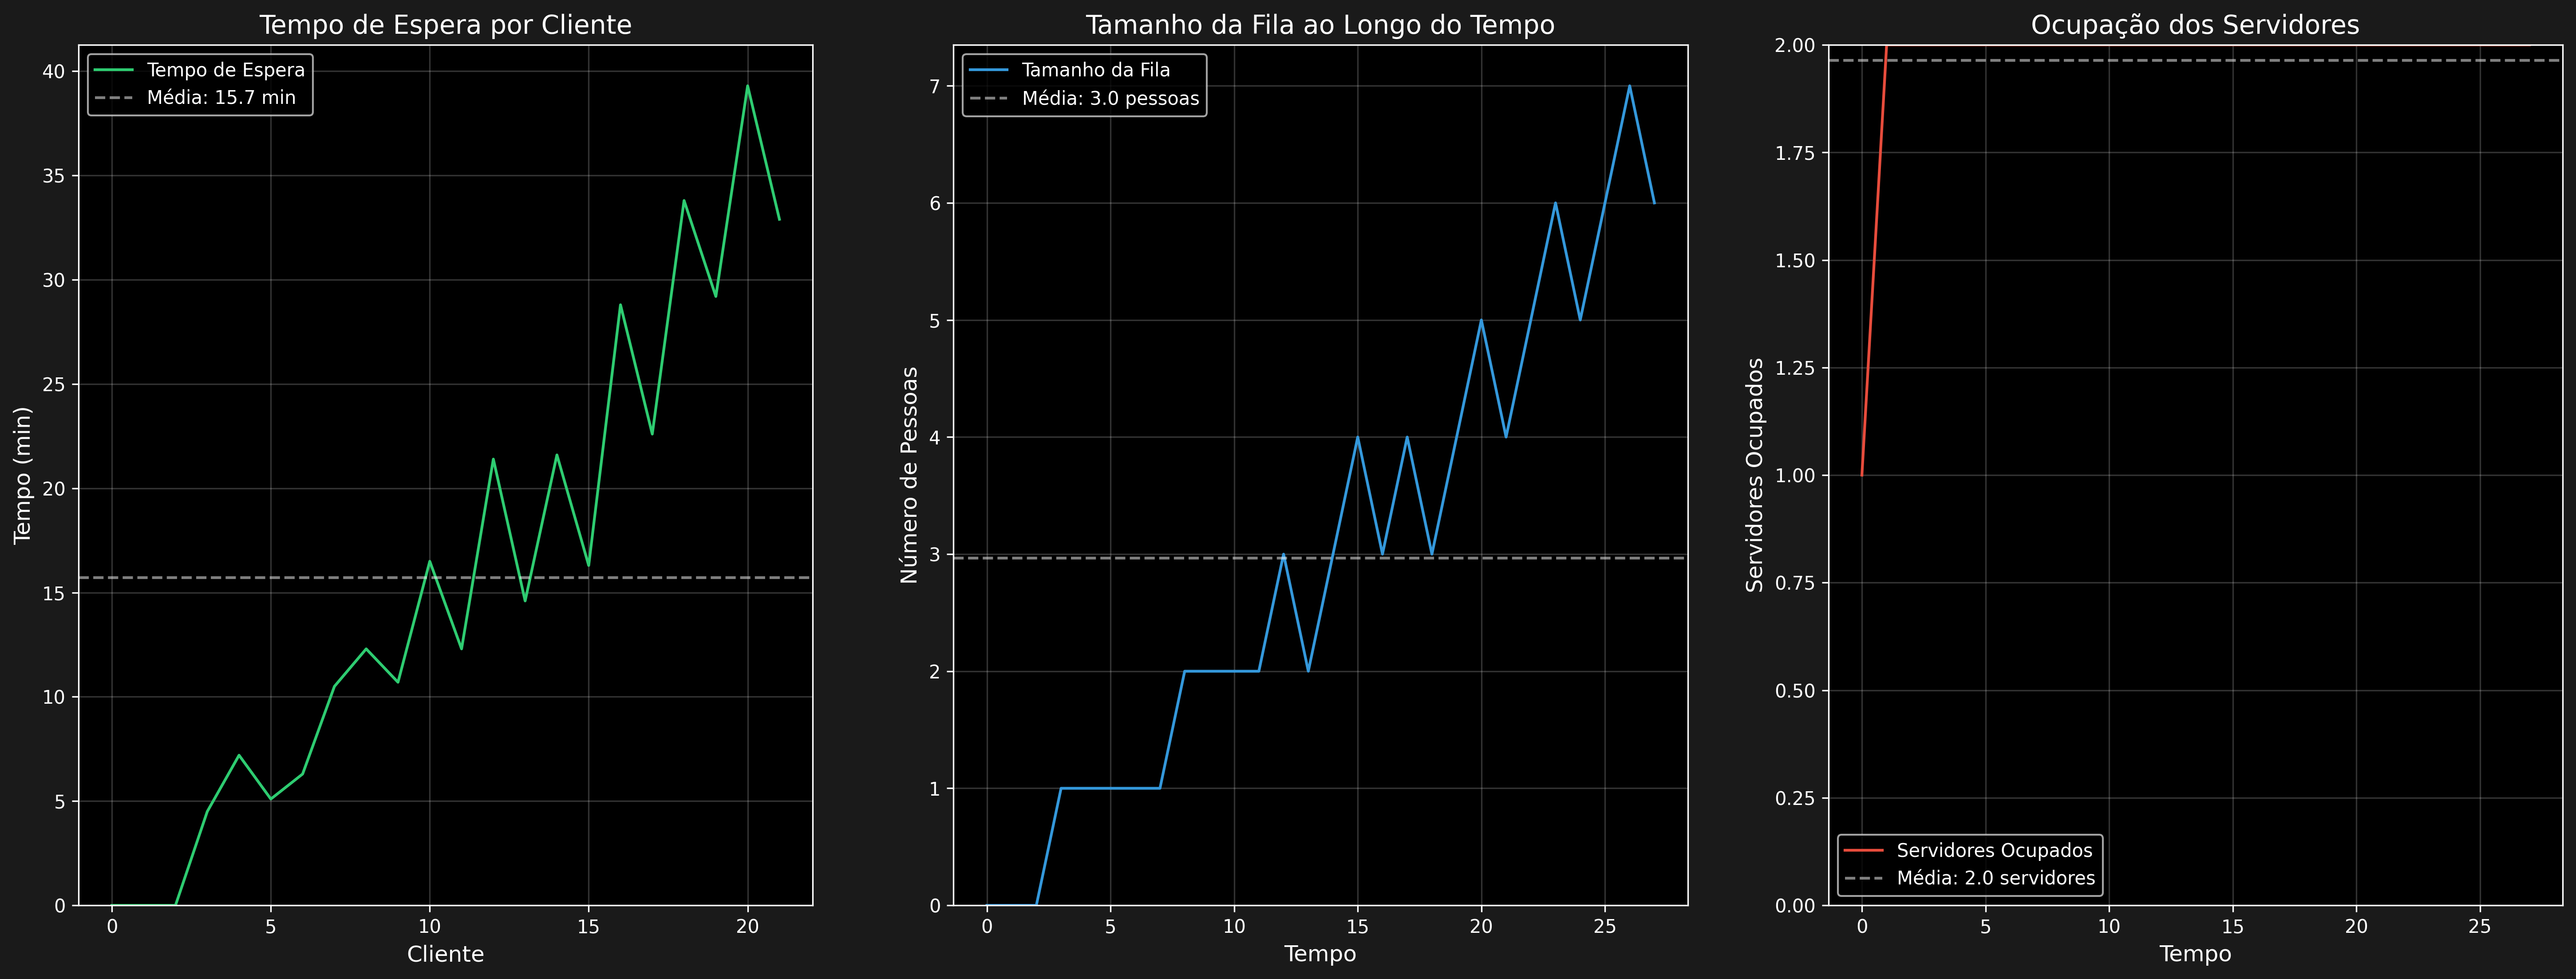 Tempo de Espera por Cliente
Tempo de Espera
Média: 15.7 min
40
35
30
25
20
15
10
5
0
Tempo (min)
0 5 10 15 20
Cliente
Tamanho da Fila ao Longo do Tempo
Tamanho da Fila
Média: 3.0 pessoas
7
6
5
4
3
2
1
0
Número de Pessoas
0 5 10 15 20 25
Tempo
Ocupação dos Servidores
2.00
1.75
1.50
1.25
1.00
0.75
0.50
0.25
0.00
Servidores Ocupados
Servidores Ocupados
Média: 2.0 servidores
0 5 10 15 20 25
Tempo